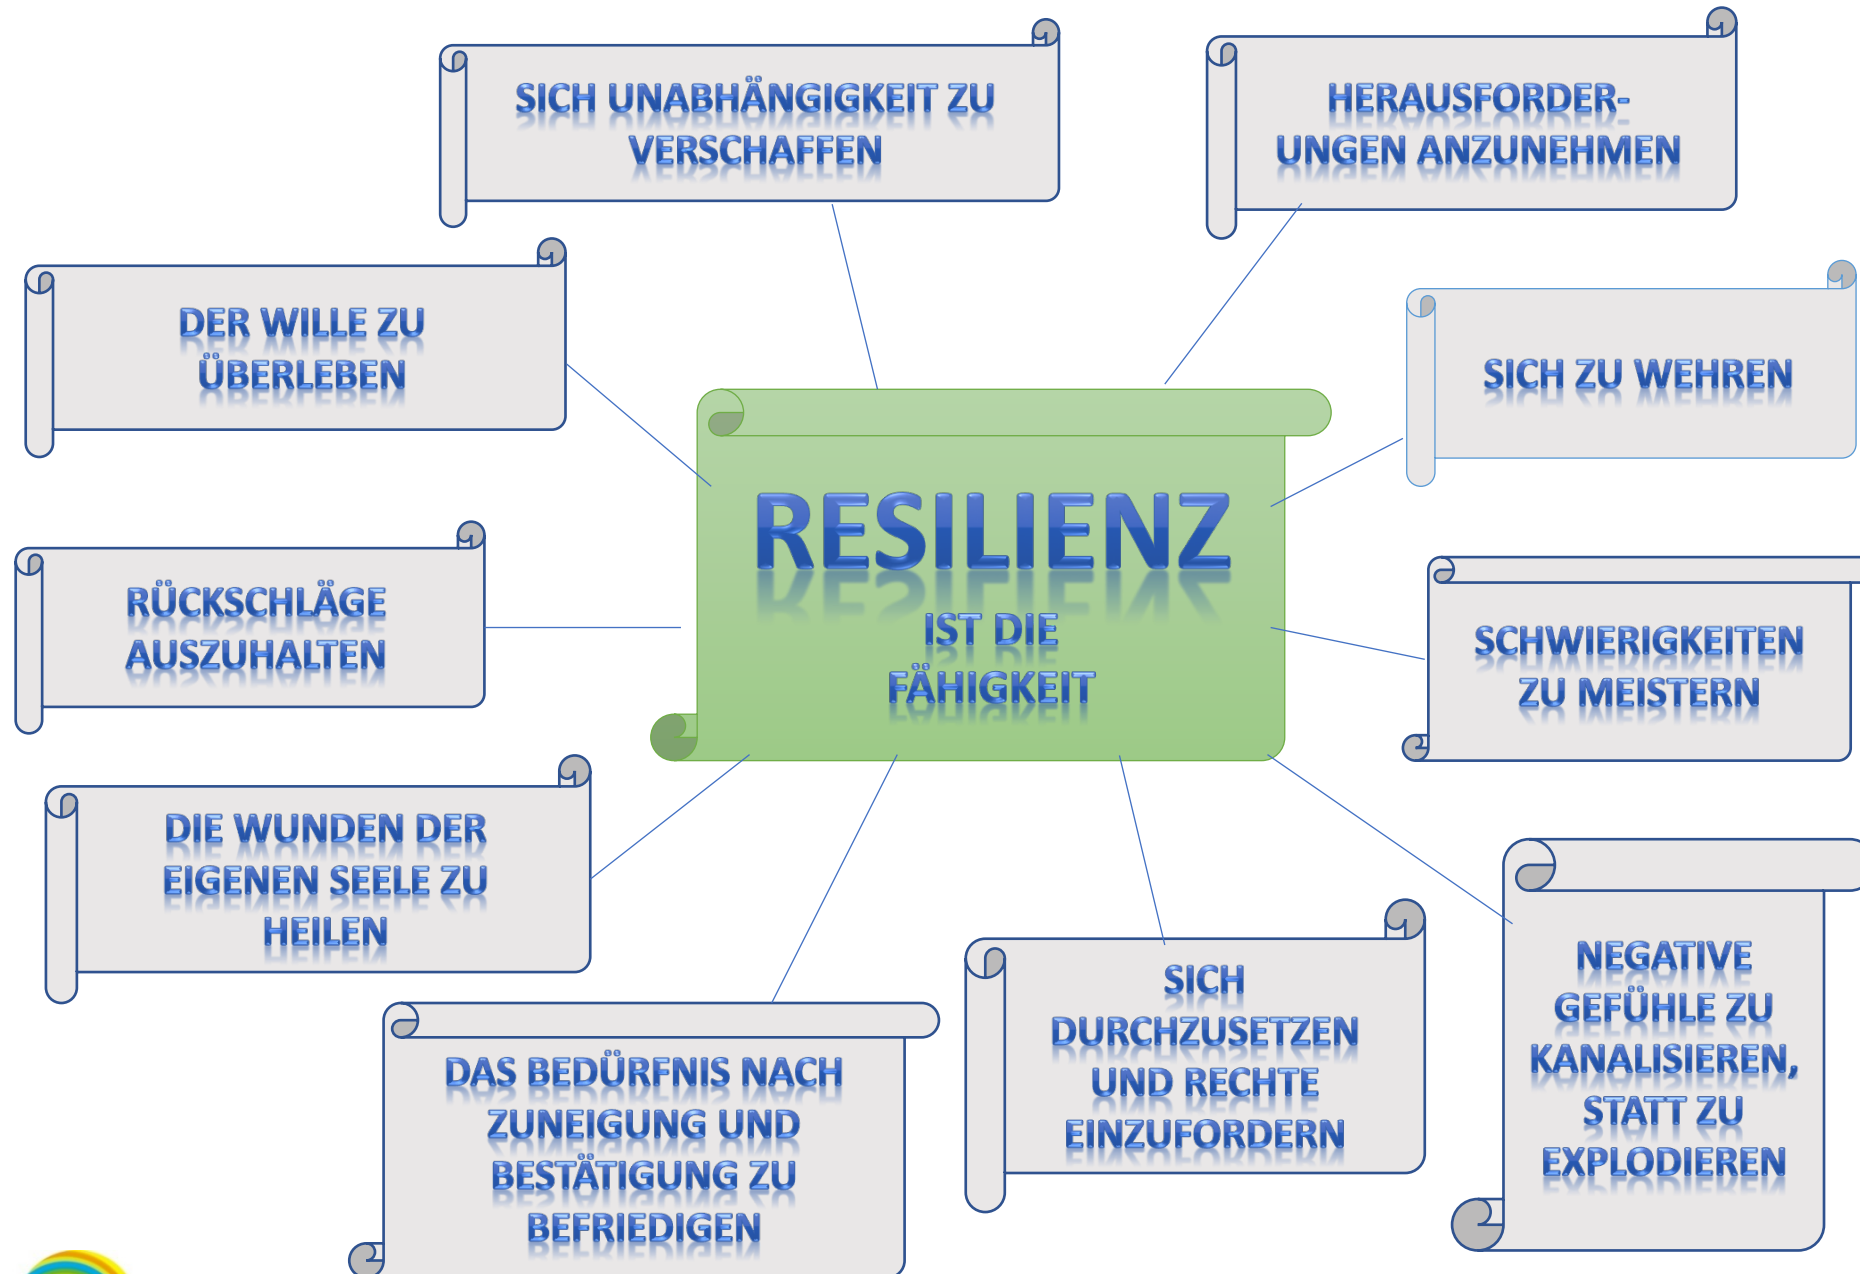 SICH UNABHÄNGIGKEIT ZU
VERSCHAFFEN
HERAUSFORDER-
UNGEN ANZUNEHMEN
DER WILLE ZU
ÜBERLEBEN
SICH ZU WEHREN
RESILIENZ
IST DIE
FÄHIGKEIT
RÜCKSCHLÄGE
AUSZUHALTEN
SCHWIERIGKEITEN
ZU MEISTERN
DIE WUNDEN DER
EIGENEN SEELE ZU
HEILEN
DAS BEDÜRFNIS NACH
ZUNEIGUNG UND
BESTÄTIGUNG ZU
BEFRIEDIGEN
SICH
DURCHZUSETZEN
UND RECHTE
EINZUFORDERN
NEGATIVE
GEFÜHLE ZU
KANALISIEREN,
STATT ZU
EXPLODIEREN